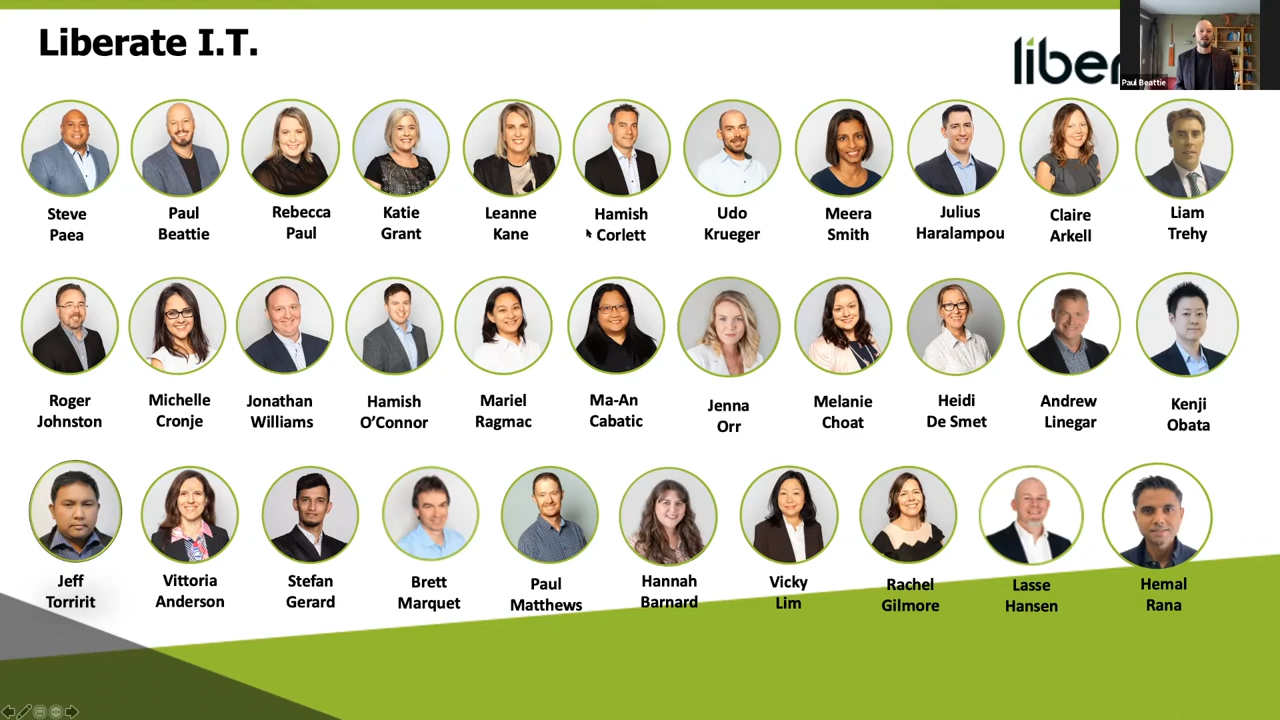 Liberate I.T.
liber
Paul Beattie
Steve Paea
Paul Beattie
Rebecca Paul
Katie Grant
Leanne Kane
Hamish Corlett
Udo Krueger
Meera Smith
Julius Haralampou
Claire Arkell
Liam Trehy
Roger Johnston
Michelle Cronje
Jonathan Williams
Hamish O’Connor
Mariel Ragmac
Ma-An Cabatic
Jenna Orr
Melanie Choat
Heidi De Smet
Andrew Linegar
Kenji Obata
Jeff Torririt
Vittoria Anderson
Stefan Gerard
Brett Marquet
Paul Matthews
Hannah Barnard
Vicky Lim
Rachel Gilmore
Lasse Hansen
Hemal Rana